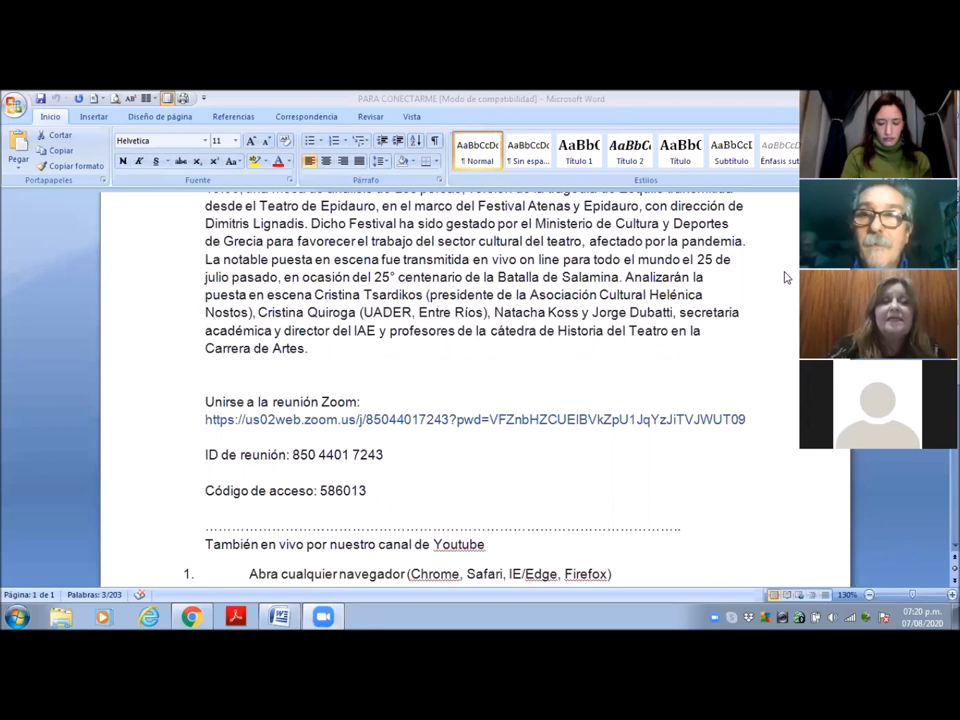 PARA CONECTARME [Modo de compatibilidad] - Microsoft Word
Inicio Insertar Diseño de página Referencias Correspondencia Revisar Vista
Pegar
Cortar
Copiar
Copiar formato
Portapapeles
Helvetica 11
Fuente
Párrafo
AaBbCcDc AaBbCcDc AaBbC AaBbCc AaBbC AaBbCcD AaBbCcD
¶ Normal ¶ Sin espa... Título 1 Título 2 Título Subtítulo Énfasis sut
Estilos
desde el Teatro de Epidauro, en el marco del Festival Atenas y Epidauro, con dirección de
Dimitris Lignadis. Dicho Festival ha sido gestado por el Ministerio de Cultura y Deportes
de Grecia para favorecer el trabajo del sector cultural del teatro, afectado por la pandemia.
La notable puesta en escena fue transmitida en vivo on line para todo el mundo el 25 de
julio pasado, en ocasión del 25° centenario de la Batalla de Salamina. Analizarán la
puesta en escena Cristina Tsardikos (presidente de la Asociación Cultural Helénica
Nostos), Cristina Quiroga (UADER, Entre Ríos), Natacha Koss y Jorge Dubatti, secretaria
académica y director del IAE y profesores de la cátedra de Historia del Teatro en la
Carrera de Artes.
Unirse a la reunión Zoom:
https://us02web.zoom.us/j/85044017243?pwd=VFZnbHZCUElBVkZpU1JqYzJiTVJWUT09
ID de reunión: 850 4401 7243
Código de acceso: 586013
También en vivo por nuestro canal de Youtube
1. Abra cualquier navegador (Chrome, Safari, IE/Edge, Firefox)
Página: 1 de 1 Palabras: 3/203 130%
07:20 p.m.
07/08/2020